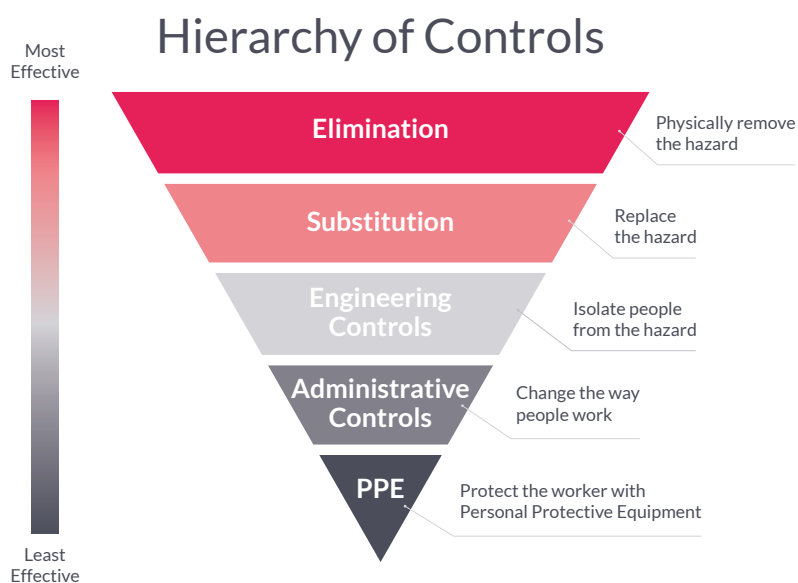 Hierarchy of Controls
Most
Effective
Elimination
Physically remove
the hazard
Substitution
Replace
the hazard
Engineering
Controls
Isolate people
from the hazard
Administrative
Controls
Change the way
people work
PPE
Protect the worker with
Personal Protective Equipment
Least
Effective